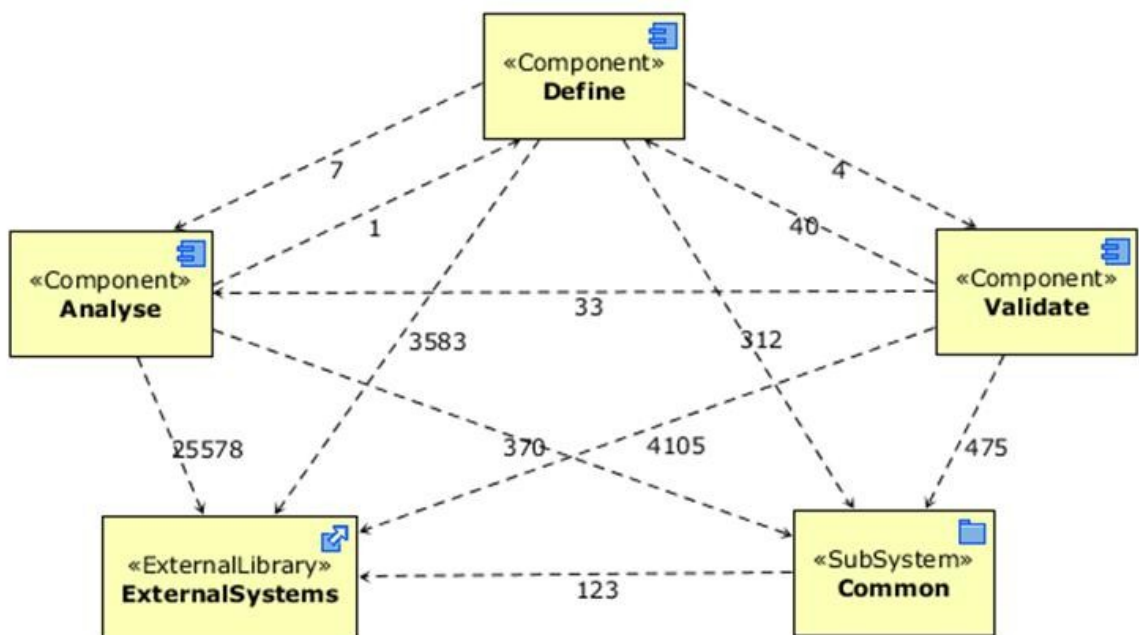 «Component»
Define
7
4
1
40
«Component»
Analyse
«Component»
Validate
33
3583
312
25578
370
4105
475
«ExternalLibrary»
ExternalSystems
«SubSystem»
Common
123